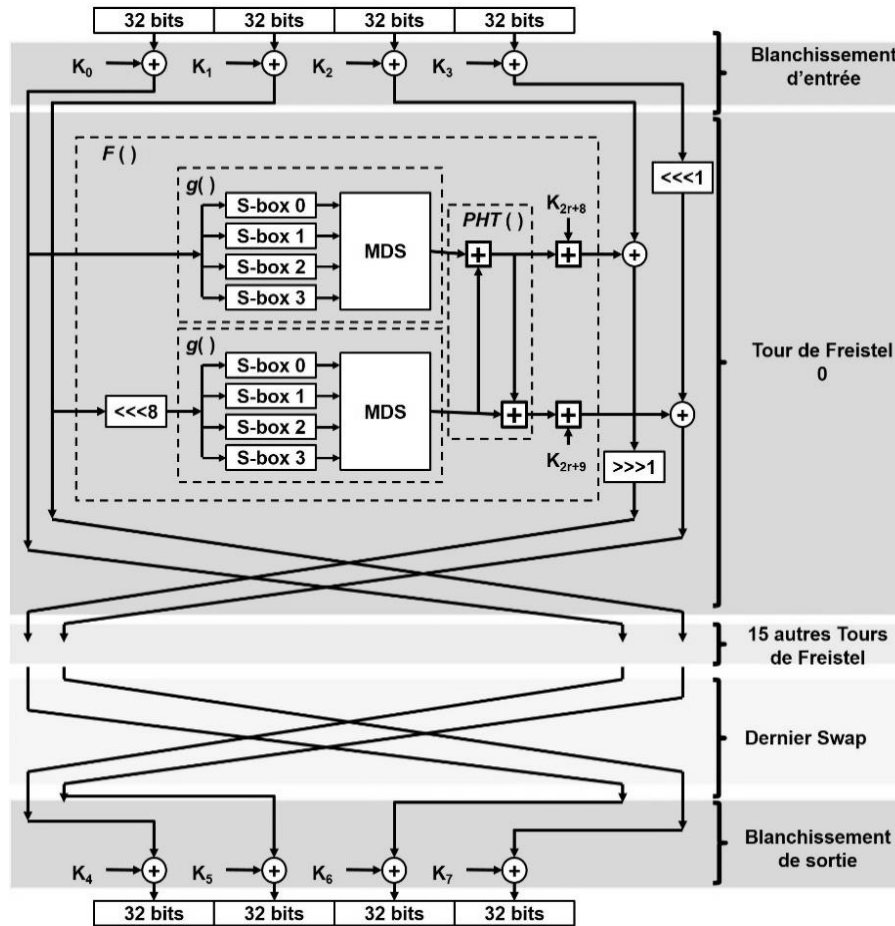 32 bits 32 bits 32 bits 32 bits
K0 K1 K2 K3
Blanchissement
d'entrée
F ( )
<<<1
g( )
S-box 0
S-box 1
S-box 2
S-box 3
MDS
PHT ( )
K2r+8
Tour de Freistel
0
g( )
<<<8
S-box 0
S-box 1
S-box 2
S-box 3
MDS
K2r+9
>>>1
15 autres Tours
de Freistel
Dernier Swap
Blanchissement
de sortie
K4 K5 K6 K7
32 bits 32 bits 32 bits 32 bits